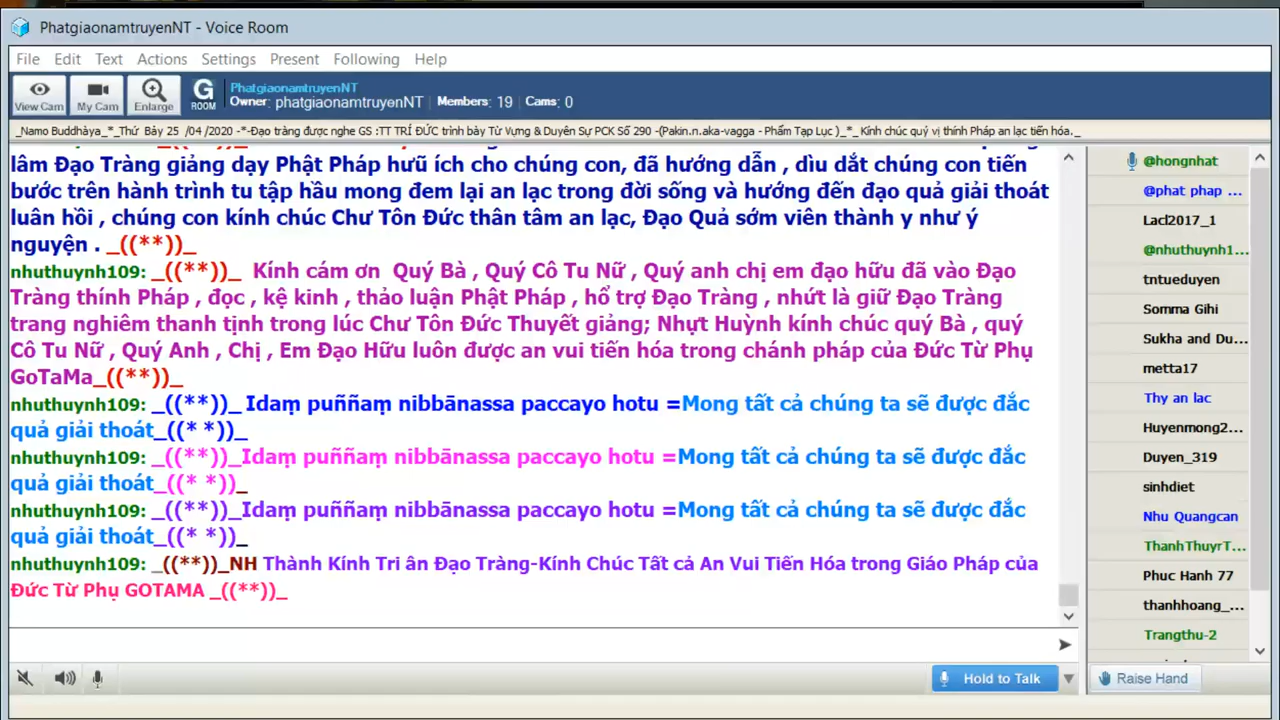 PhatgiaonamtruyenNT - Voice Room
File Edit Text Actions Settings Present Following Help
View Cam My Cam Enlarge G ROOM
PhatgiaonamtruyenNT
Owner: phatgiaonamtruyenNT Members: 19 Cams: 0
_Namo Buddhàya_*_Thứ Bảy 25 /04 /2020 -*-Đạo tràng được nghe GS :TT TRÍ ĐỨC trình bày Từ Vựng & Duyên Sự PCK Số 290 -(Pakin.n.aka-vagga - Phẩm Tạp Lục )_*_ Kính chúc quý vị thính Pháp an lạc tiến hóa._
lâm Đạo Tràng giảng dạy Phật Pháp hưũ ích cho chúng con, đã hướng dẫn , dìu dắt chúng con tiến
bước trên hành trình tu tập hầu mong đem lại an lạc trong đời sống và hướng đến đạo quả giải thoát
luân hồi , chúng con kính chúc Chư Tôn Đức thân tâm an lạc, Đạo Quả sớm viên thành y như ý
nguyện . _((**))_
nhuthuynh109: _((**))_ Kính cám ơn Quý Bà , Quý Cô Tu Nữ , Quý anh chị em đạo hữu đã vào Đạo
Tràng thính Pháp , đọc , kệ kinh , thảo luận Phật Pháp , hổ trợ Đạo Tràng , nhứt là giữ Đạo Tràng
trang nghiêm thanh tịnh trong lúc Chư Tôn Đức Thuyết giảng; Nhựt Huỳnh kính chúc quý Bà , quý
Cô Tu Nữ , Quý Anh , Chị , Em Đạo Hữu luôn được an vui tiến hóa trong chánh pháp của Đức Từ Phụ
GoTaMa_((**))_
nhuthuynh109: _((**))_ Idaṃ puññaṃ nibbānassa paccayo hotu =Mong tất cả chúng ta sẽ được đắc
quả giải thoát_((* *))_
nhuthuynh109: _((**))_Idaṃ puññaṃ nibbānassa paccayo hotu =Mong tất cả chúng ta sẽ được đắc
quả giải thoát_((* *))_
nhuthuynh109: _((**))_Idaṃ puññaṃ nibbānassa paccayo hotu =Mong tất cả chúng ta sẽ được đắc
quả giải thoát_((* *))_
nhuthuynh109: _((**))_NH Thành Kính Tri ân Đạo Tràng-Kính Chúc Tất cả An Vui Tiến Hóa trong Giáo Pháp của
Đức Từ Phụ GOTAMA _((**))_
Hold to Talk
@hongnhat
@phat phap ...
Lacl2017_1
@nhuthuynh1...
tntueduyen
Somma Gihi
Sukha and Du...
metta17
Thy an lac
Huyenmong2...
Duyen_319
sinhdiet
Nhu Quangcan
ThanhThuyrT...
Phuc Hanh 77
thanhhoang_...
Trangthu-2
Raise Hand